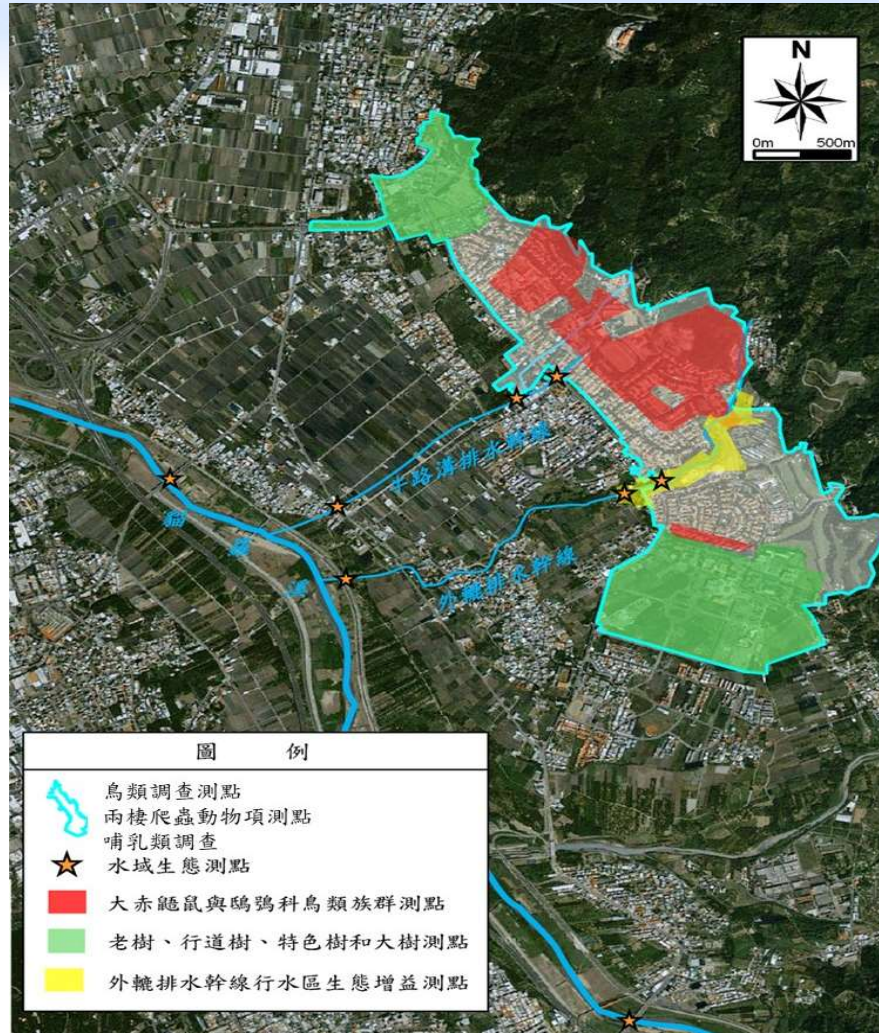 N
0m 500m
牛路溝排水幹線
貓
羅
溪
外轆排水幹線
圖 例
鳥類調查測點
兩棲爬蟲動物項測點
哺乳類調查
水域生態測點
大赤鼯鼠與鴟鴞科鳥類族群測點
老樹、行道樹、特色樹和大樹測點
外轆排水幹線行水區生態增益測點